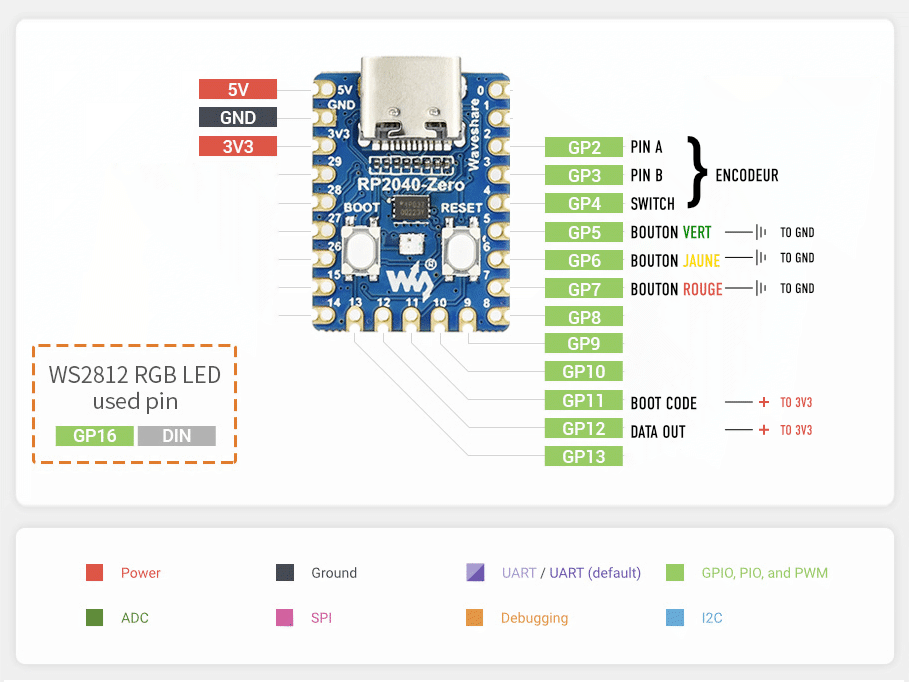 5V
GND
3V3
5V
GND
3V3
29
28
27
26
15
14
13
12
11
10
9
8
7
6
5
4
3
2
1
0
Waveshare
RP2040-Zero
BOOT
RESET
GP2 PIN A
GP3 PIN B
GP4 SWITCH
ENCODEUR
GP5 BOUTON VERT TO GND
GP6 BOUTON JAUNE TO GND
GP7 BOUTON ROUGE TO GND
GP8
GP9
GP10
GP11 BOOT CODE + TO 3V3
GP12 DATA OUT + TO 3V3
GP13
WS2812 RGB LED
used pin
GP16 DIN
Power
Ground
UART / UART (default)
GPIO, PIO, and PWM
ADC
SPI
Debugging
I2C